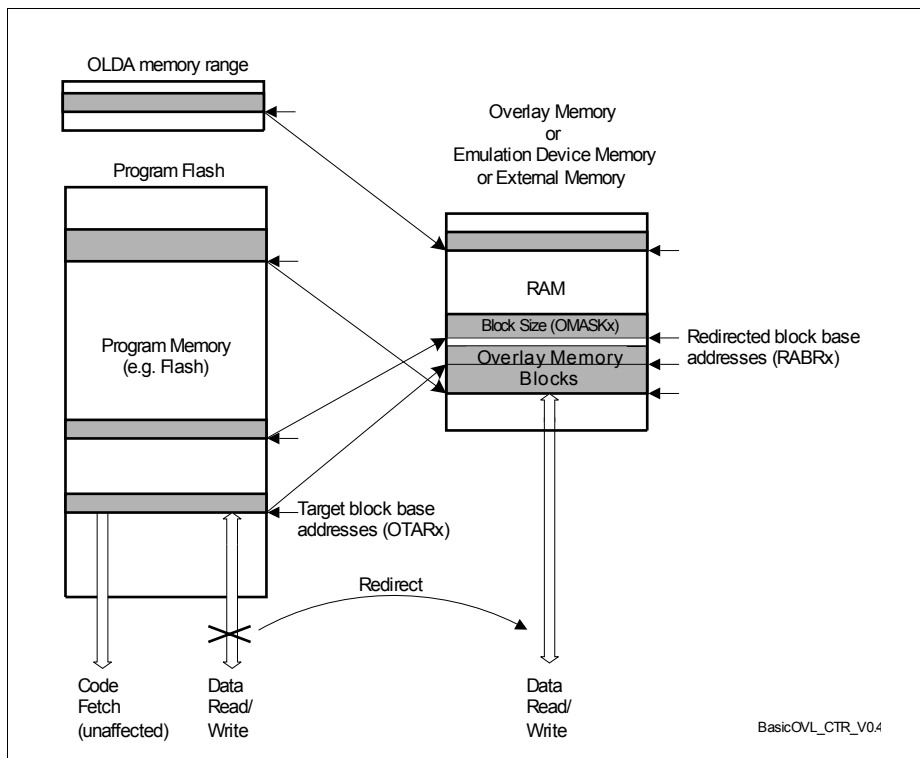 OLDA memory range
Program Flash
Program Memory
(e.g. Flash)
Overlay Memory
or
Emulation Device Memory
or External Memory
RAM
Block Size (OMASKx)
Overlay Memory
Blocks
Redirected block base
addresses (RABRx)
Target block base
addresses (OTARx)
Redirect
Code
Fetch
(unaffected)
Data
Read/
Write
Data
Read/
Write
BasicOVL_CTR_V0.4